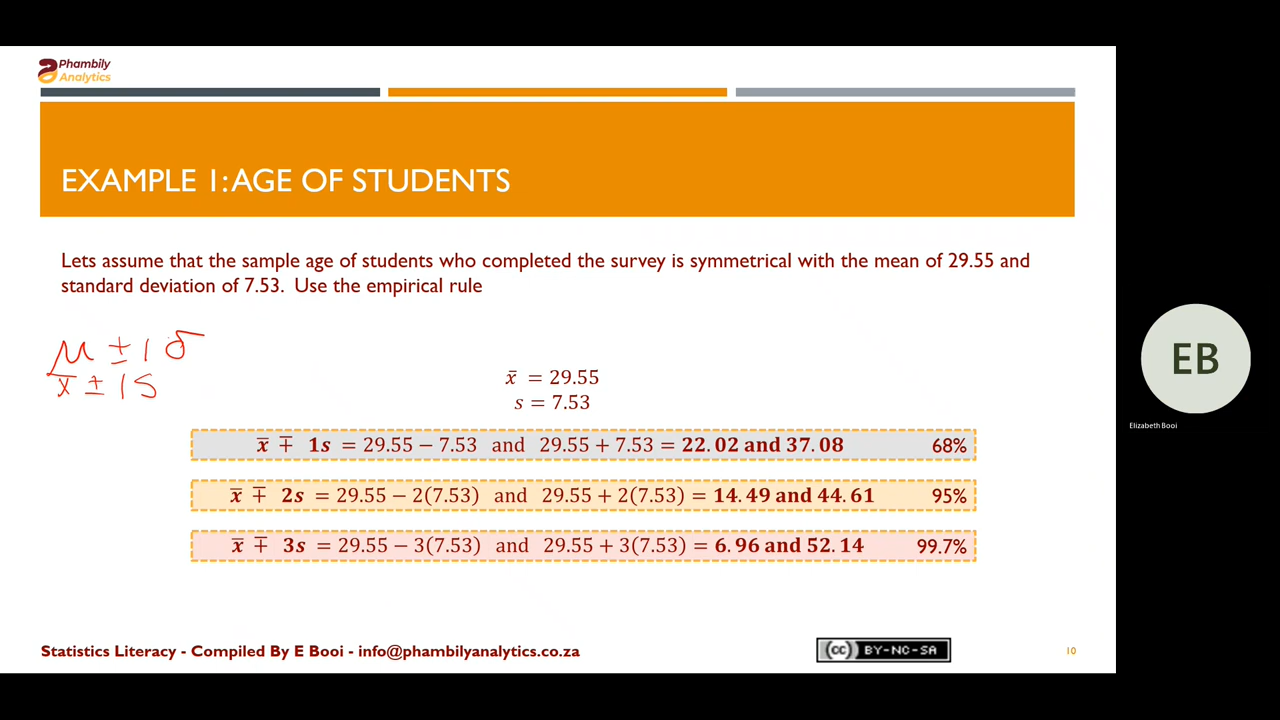 Phambily
Analytics
EXAMPLE 1: AGE OF STUDENTS
Lets assume that the sample age of students who completed the survey is symmetrical with the mean of 29.55 and
standard deviation of 7.53. Use the empirical rule
μ ± 1 σ
x̄ ± 1 S
x̄ = 29.55
s = 7.53
x̄ ∓ 1s = 29.55 − 7.53 and 29.55 + 7.53 = 22.02 and 37.08 68%
x̄ ∓ 2s = 29.55 − 2(7.53) and 29.55 + 2(7.53) = 14.49 and 44.61 95%
x̄ ∓ 3s = 29.55 − 3(7.53) and 29.55 + 3(7.53) = 6.96 and 52.14 99.7%
EB
Elizabeth Booi
Statistics Literacy - Compiled By E Booi - info@phambilyanalytics.co.za
cc BY-NC-SA
10